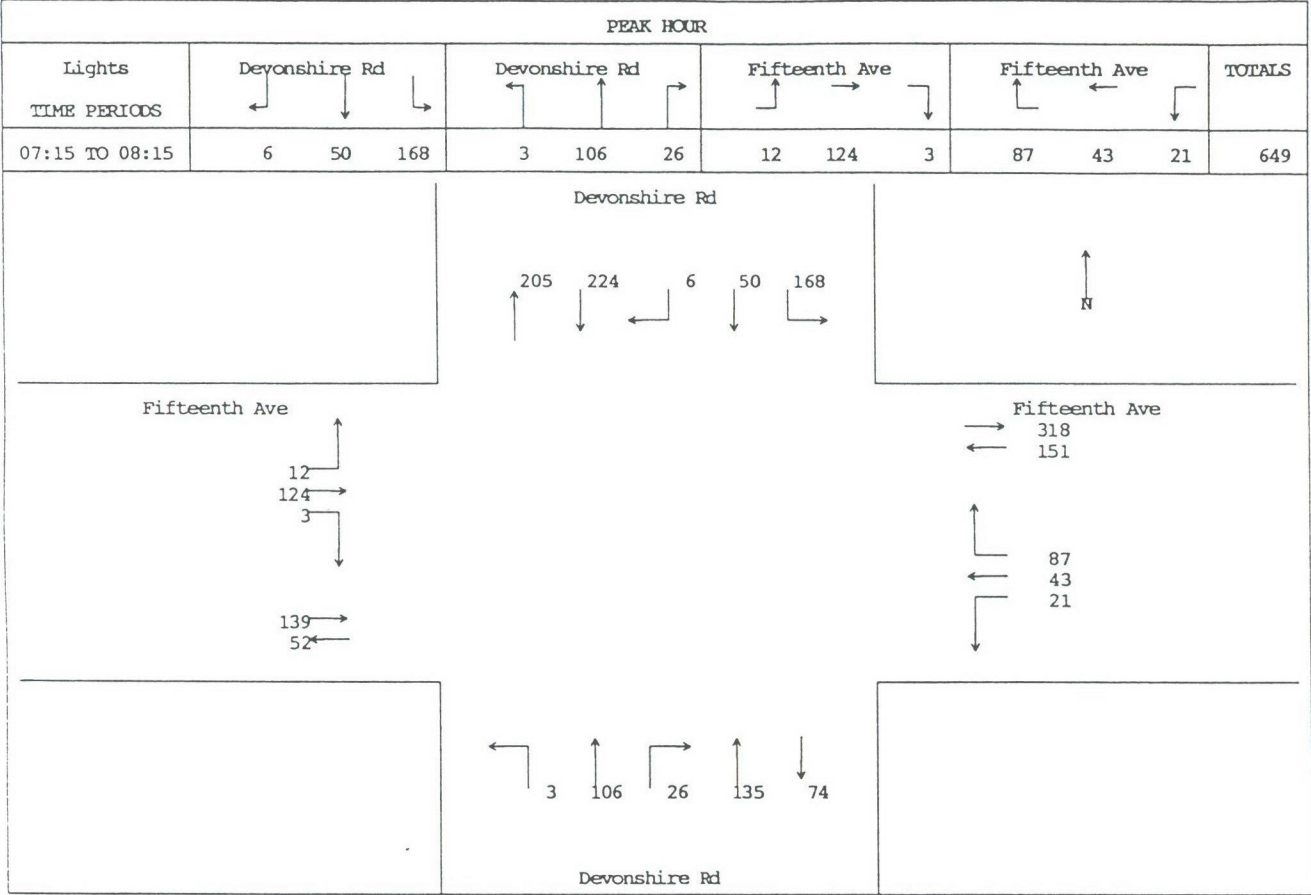 PEAK HOUR
Lights Devonshire Rd Devonshire Rd Fifteenth Ave Fifteenth Ave TOTALS
TIME PERIODS
07:15 TO 08:15 6 50 168 3 106 26 12 124 3 87 43 21 649
Devonshire Rd
205 224 6 50 168
N
Fifteenth Ave Fifteenth Ave
318
151
12
124
3
87
43
21
139
52
3 106 26 135 74
Devonshire Rd